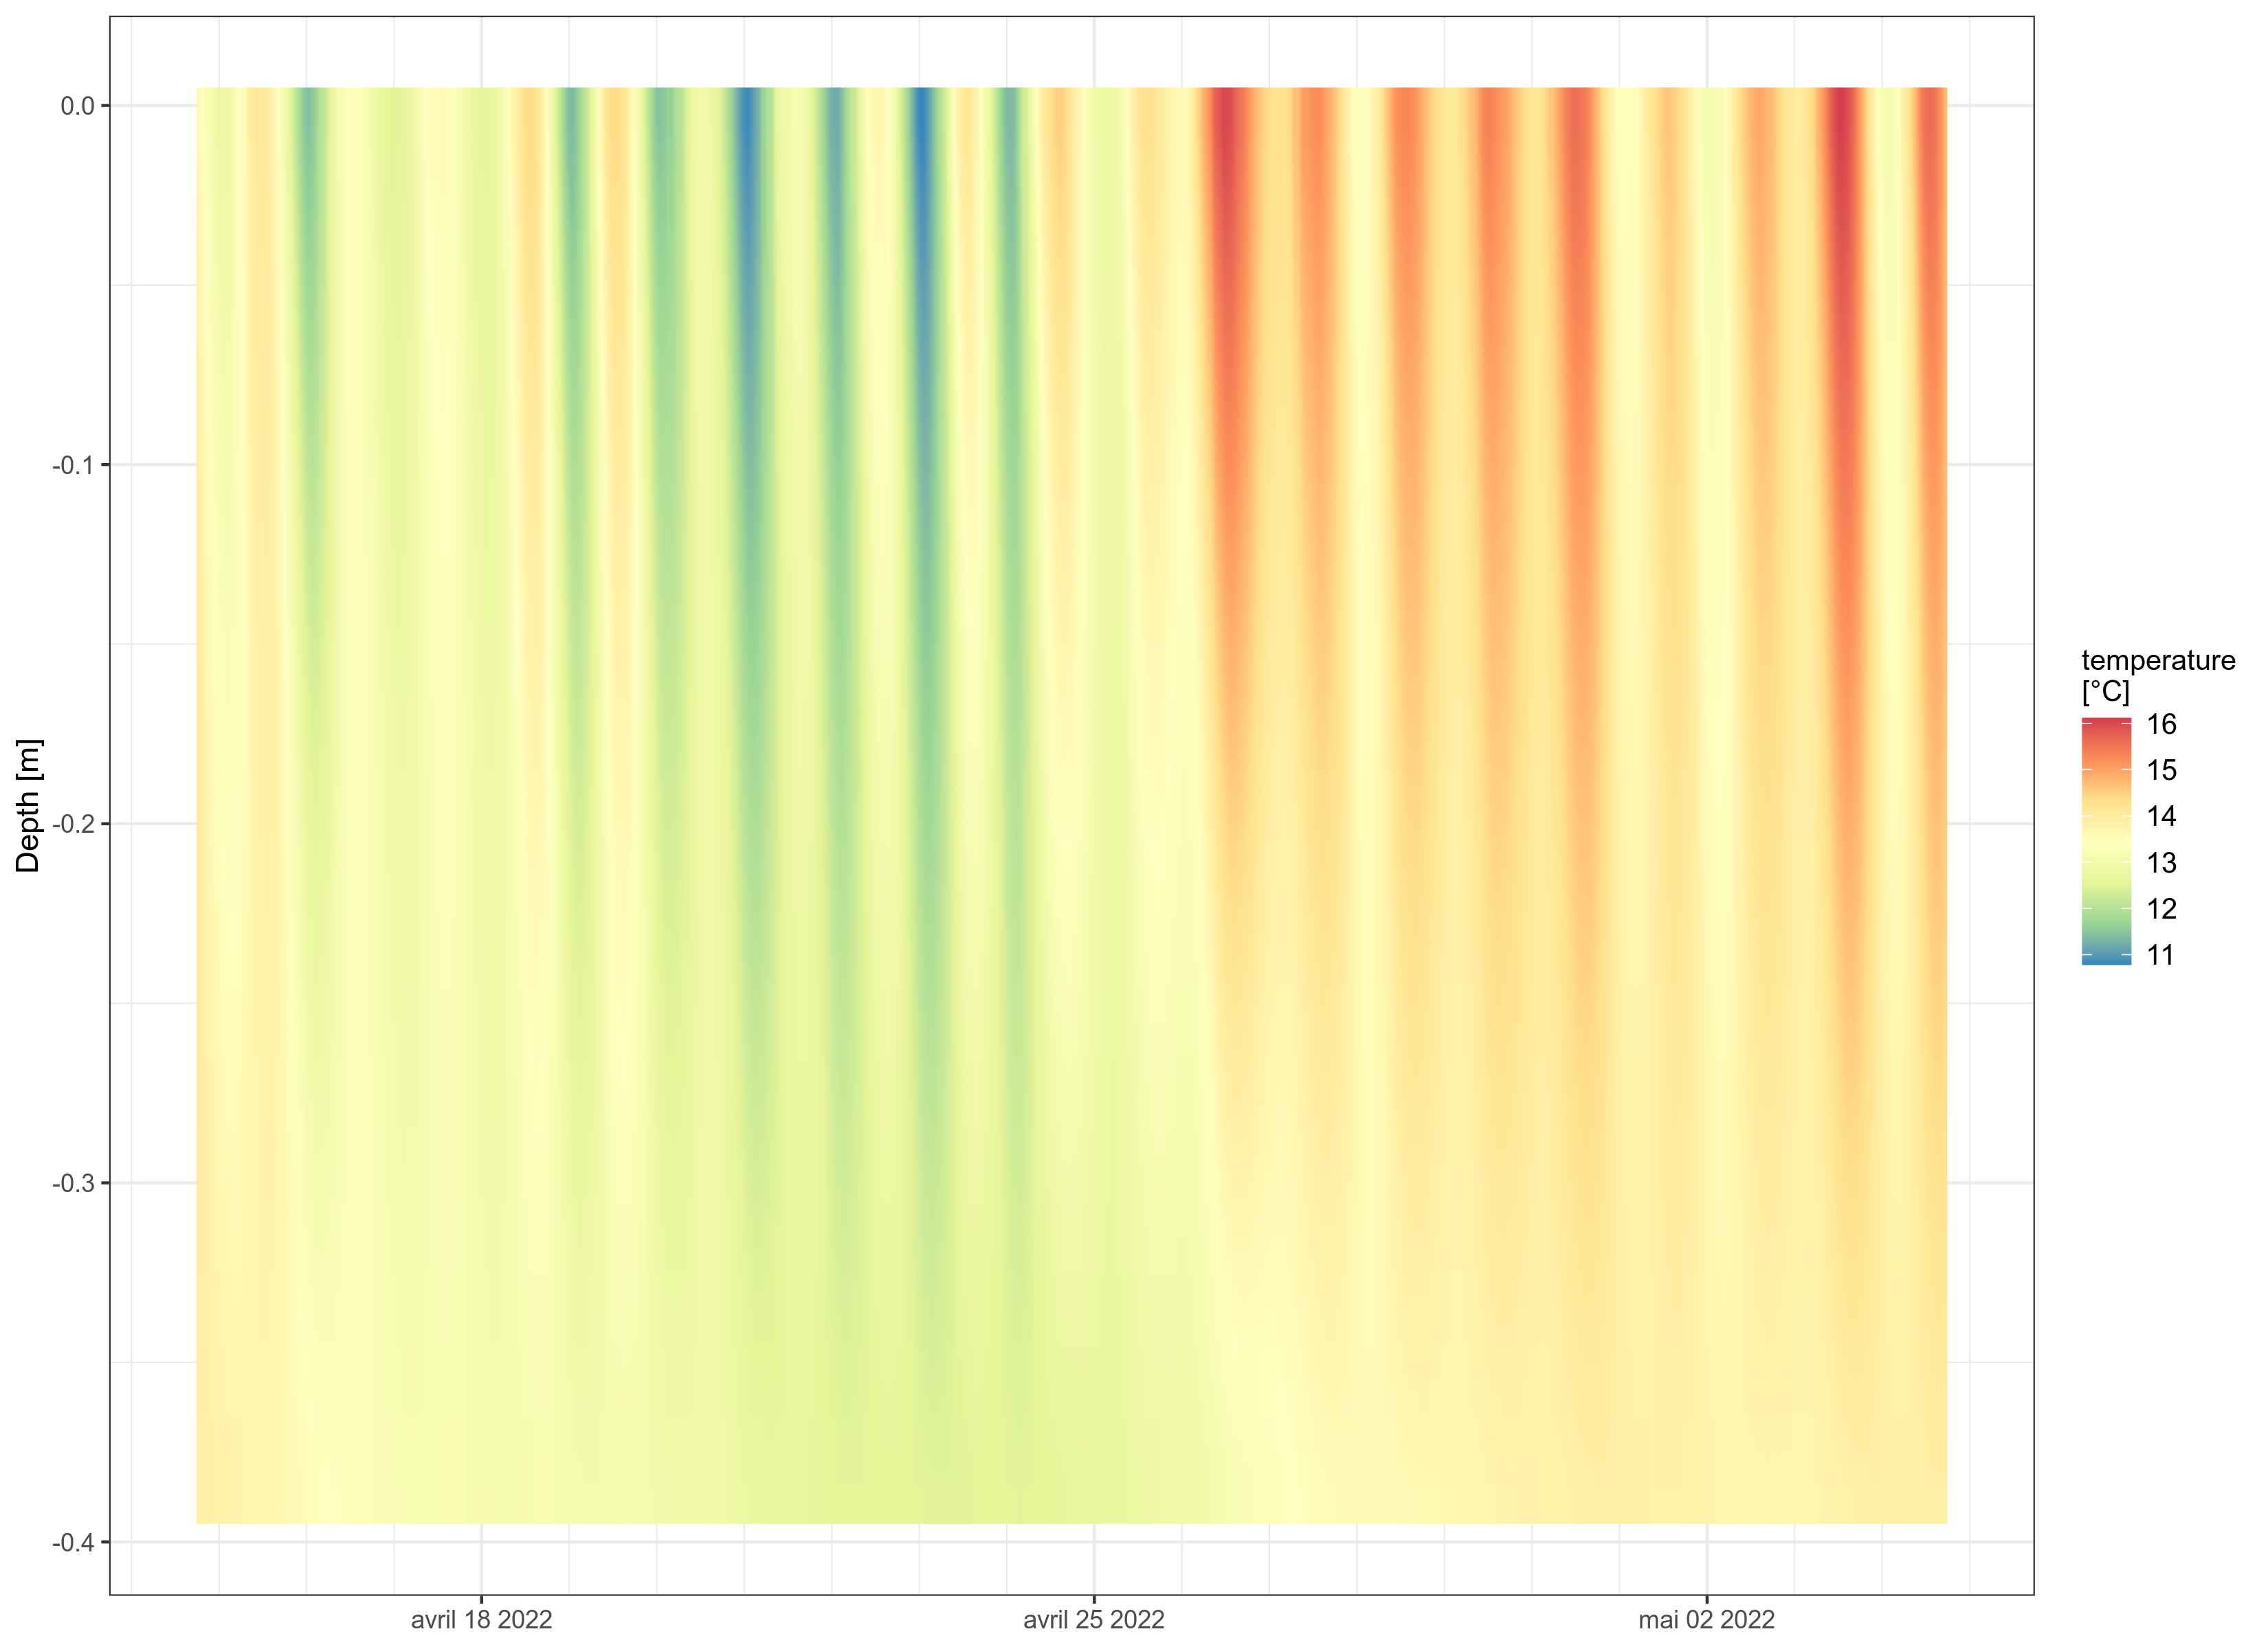 0.0
-0.1
-0.2
-0.3
-0.4
Depth [m]
avril 18 2022
avril 25 2022
mai 02 2022
temperature
[°C]
16
15
14
13
12
11